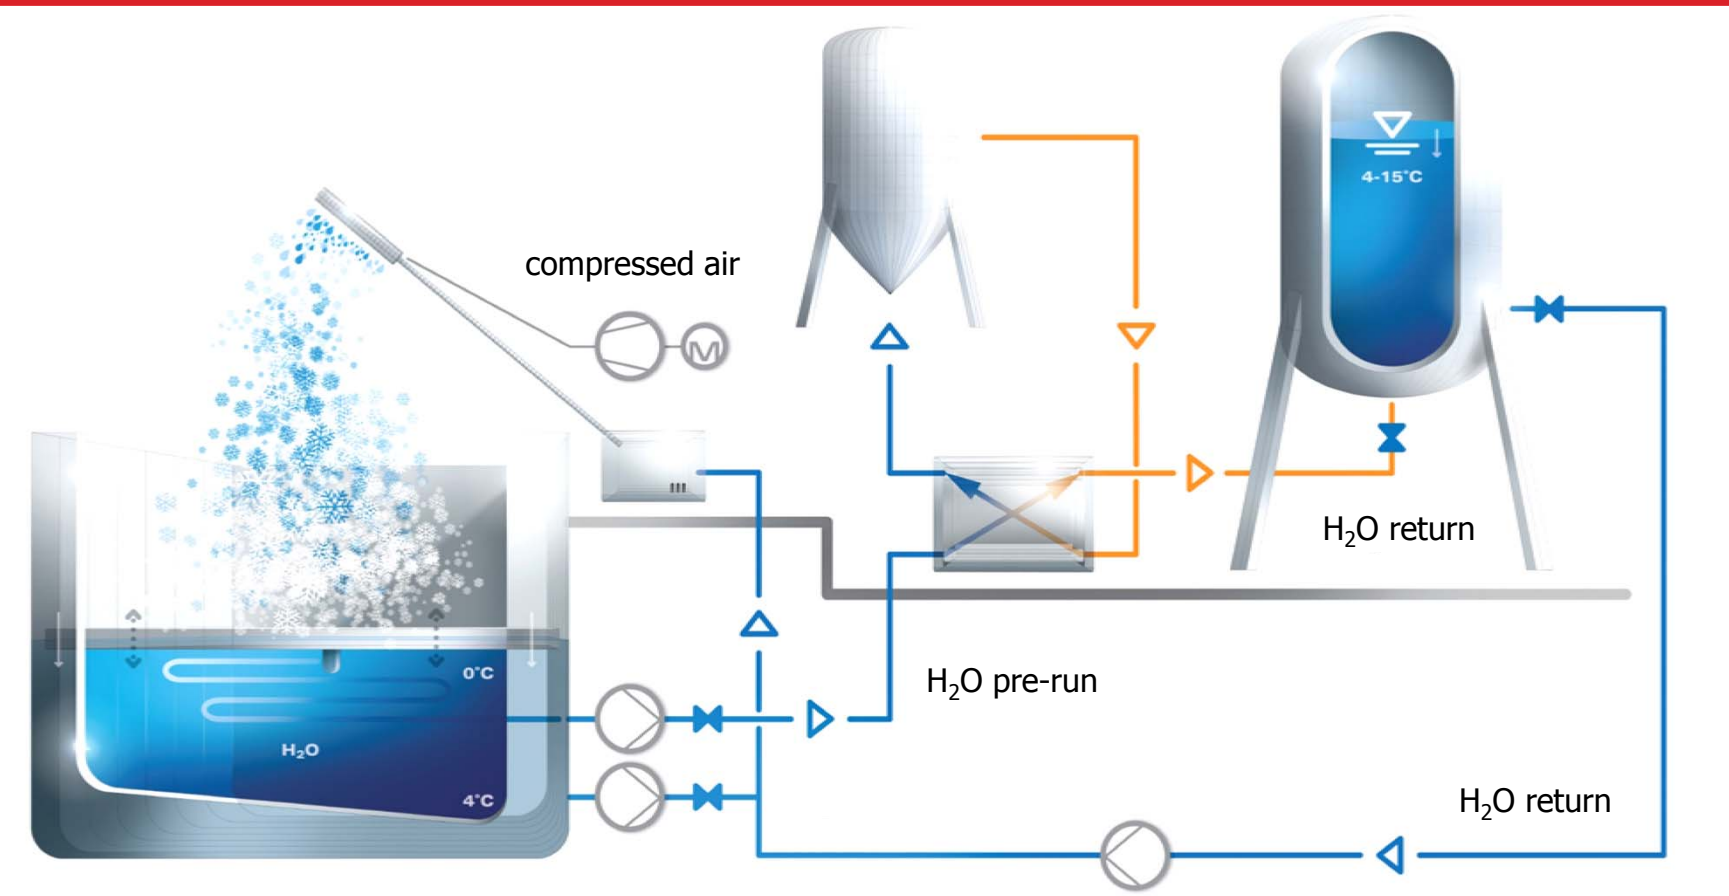 4-15°C
compressed air
M
H₂O return
0°C
H₂O pre-run
H₂O
4°C
H₂O return